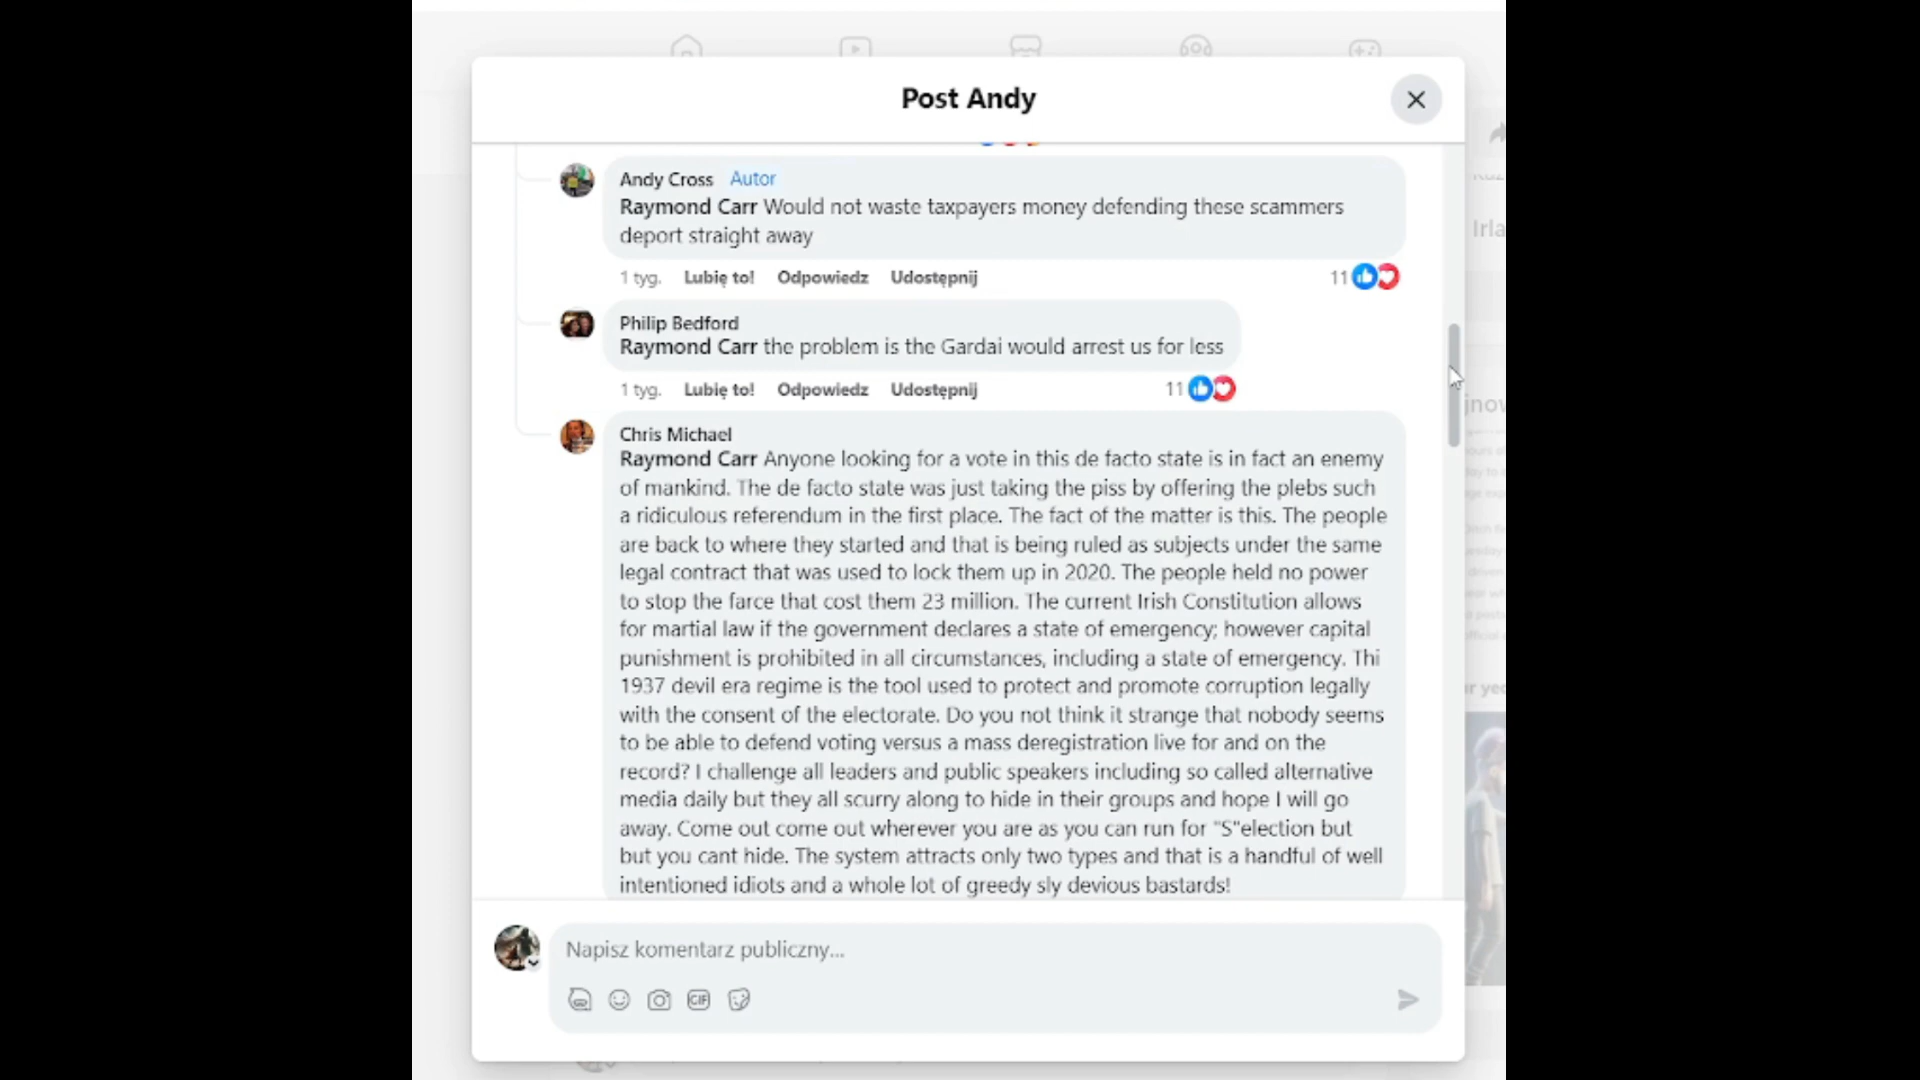 Post Andy
Andy Cross Autor
Raymond Carr Would not waste taxpayers money defending these scammers
deport straight away
1 tyg. Lubię to! Odpowiedz Udostępnij 11
Philip Bedford
Raymond Carr the problem is the Gardai would arrest us for less
1 tyg. Lubię to! Odpowiedz Udostępnij 11
Chris Michael
Raymond Carr Anyone looking for a vote in this de facto state is in fact an enemy
of mankind. The de facto state was just taking the piss by offering the plebs such
a ridiculous referendum in the first place. The fact of the matter is this. The people
are back to where they started and that is being ruled as subjects under the same
legal contract that was used to lock them up in 2020. The people held no power
to stop the farce that cost them 23 million. The current Irish Constitution allows
for martial law if the government declares a state of emergency; however capital
punishment is prohibited in all circumstances, including a state of emergency. Thi
1937 devil era regime is the tool used to protect and promote corruption legally
with the consent of the electorate. Do you not think it strange that nobody seems
to be able to defend voting versus a mass deregistration live for and on the
record? I challenge all leaders and public speakers including so called alternative
media daily but they all scurry along to hide in their groups and hope I will go
away. Come out come out wherever you are as you can run for "S"election but
but you cant hide. The system attracts only two types and that is a handful of well
intentioned idiots and a whole lot of greedy sly devious bastards!
Napisz komentarz publiczny...
GIF
Irla